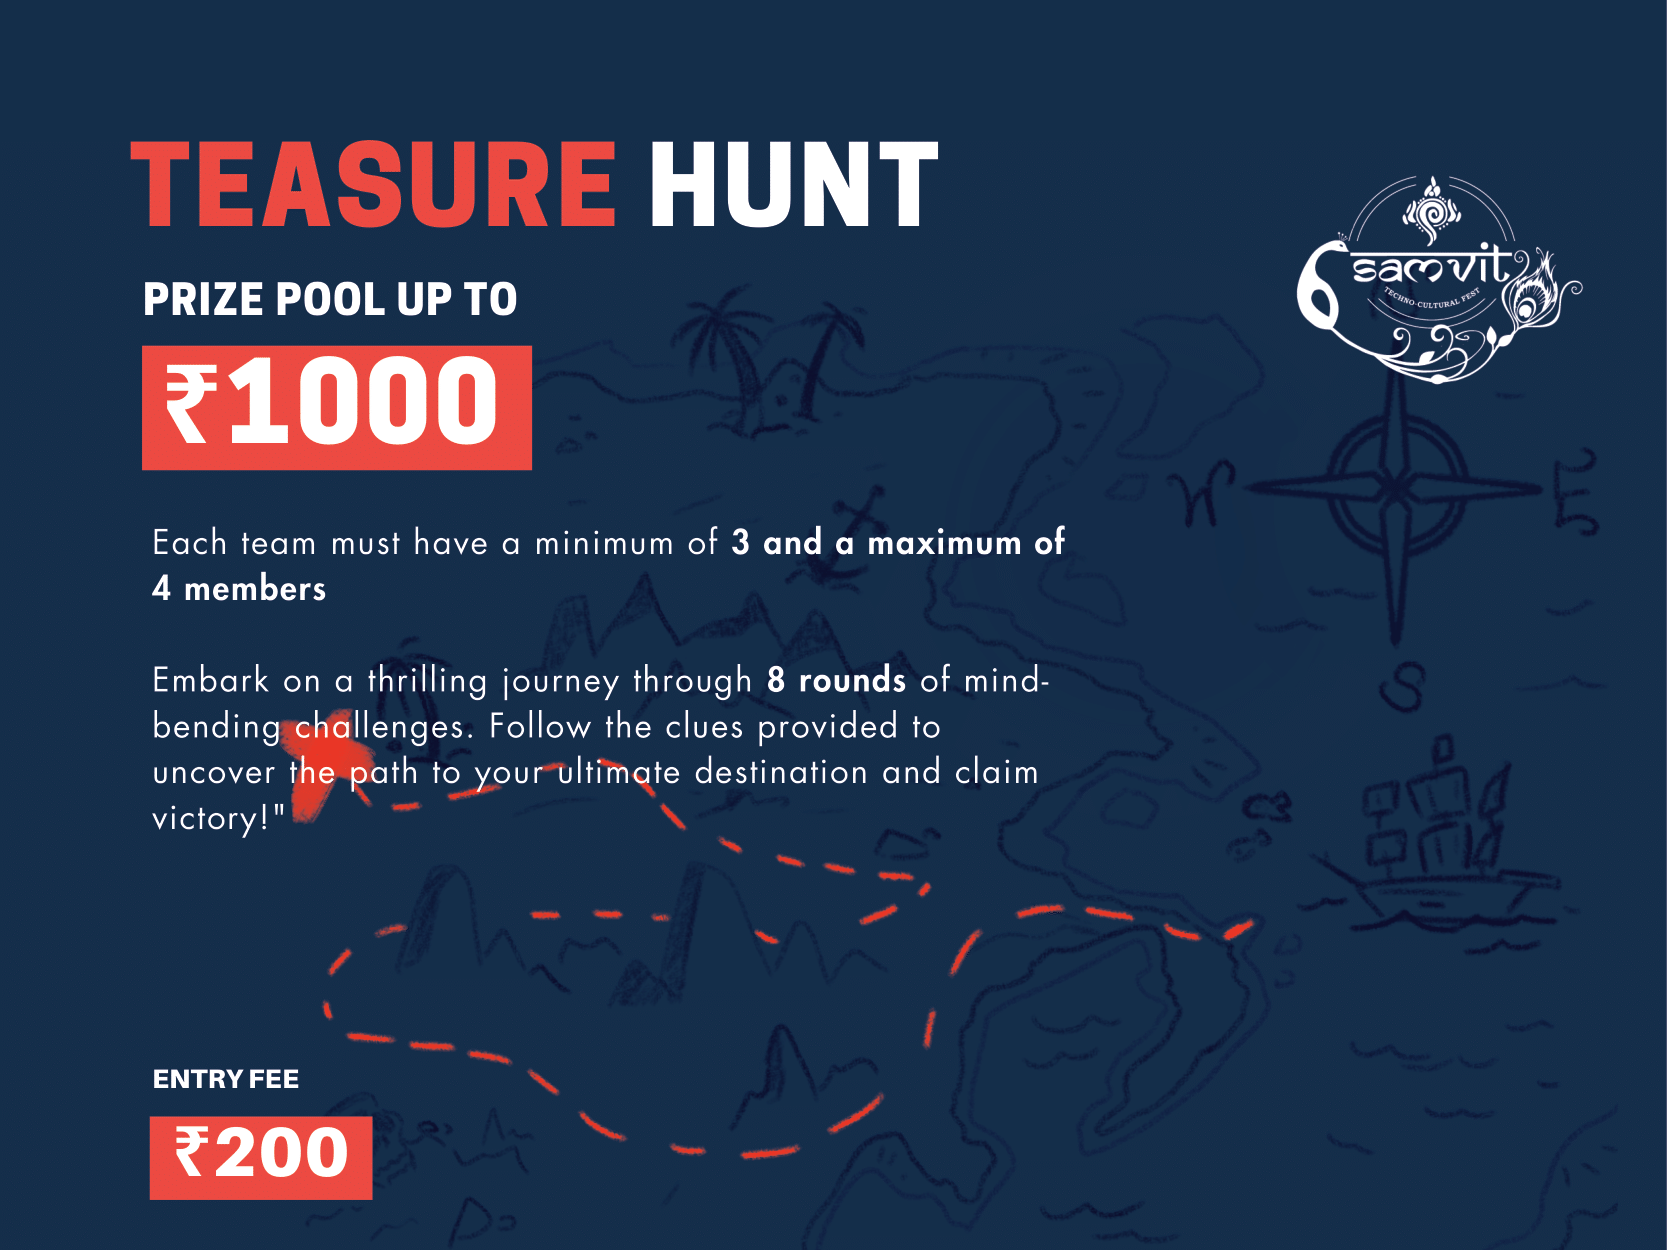 TEASURE HUNT
samvit
TECHNO-CULTURAL FEST
PRIZE POOL UP TO
₹1000
W
E
Each team must have a minimum of 3 and a maximum of
4 members
S
Embark on a thrilling journey through 8 rounds of mind-
bending challenges. Follow the clues provided to
uncover the path to your ultimate destination and claim
victory!"
ENTRY FEE
₹200